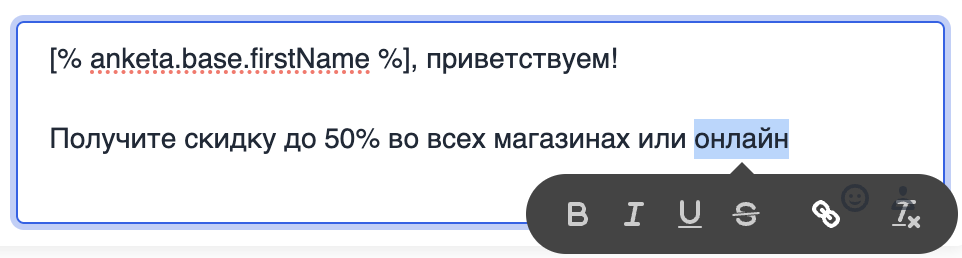 [% anketa.base.firstName %], приветствуем!
Получите скидку до 50% во всех магазинах или онлайн
B I U S T